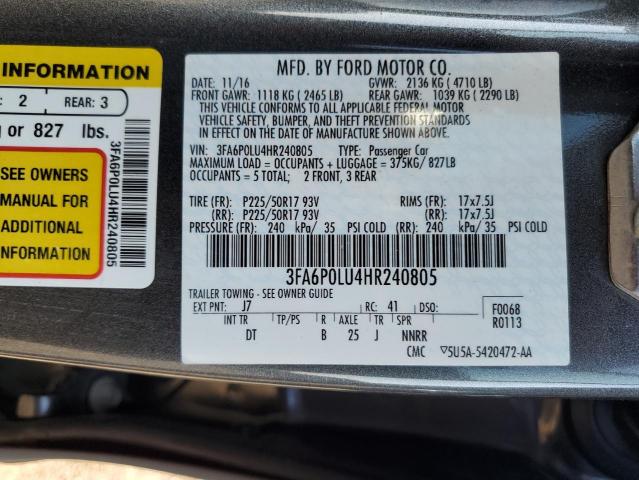 INFORMATION
: 2 REAR: 3
or 827 lbs.
SEE OWNERS
MANUAL FOR
ADDITIONAL
INFORMATION
3FA6P0LU4HR240805
MFD. BY FORD MOTOR CO.
DATE: 11/16 GVWR: 2136 KG ( 4710 LB)
FRONT GAWR: 1118 KG ( 2465 LB) REAR GAWR: 1039 KG ( 2290 LB)
THIS VEHICLE CONFORMS TO ALL APPLICABLE FEDERAL MOTOR
VEHICLE SAFETY, BUMPER, AND THEFT PREVENTION STANDARDS
IN EFFECT ON THE DATE OF MANUFACTURE SHOWN ABOVE.
VIN: 3FA6P0LU4HR240805 TYPE: Passenger Car
MAXIMUM LOAD = OCCUPANTS + LUGGAGE = 375KG/ 827LB
OCCUPANTS = 5 TOTAL; 2 FRONT, 3 REAR
TIRE (FR): P225/50R17 93V RIMS (FR): 17x7.5J
(RR): P225/50R17 93V (RR): 17x7.5J
PRESSURE (FR): 240 kPa/ 35 PSI COLD (RR): 240 kPa/ 35 PSI COLD
3FA6P0LU4HR240805
TRAILER TOWING - SEE OWNER GUIDE
EXT PNT: J7 RC: 41 DSO: F0068
INT TR TP/PS R AXLE TR SPR R0113
DT B 25 J NNRR
CMC ▽5U5A-5420472-AA